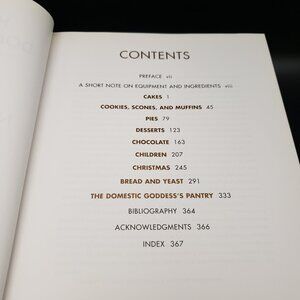 CONTENTS
PREFACE vii
A SHORT NOTE ON EQUIPMENT AND INGREDIENTS viii
CAKES 1
COOKIES, SCONES, AND MUFFINS 45
PIES 79
DESSERTS 123
CHOCOLATE 163
CHILDREN 207
CHRISTMAS 245
BREAD AND YEAST 291
THE DOMESTIC GODDESS'S PANTRY 333
BIBLIOGRAPHY 364
ACKNOWLEDGMENTS 366
INDEX 367